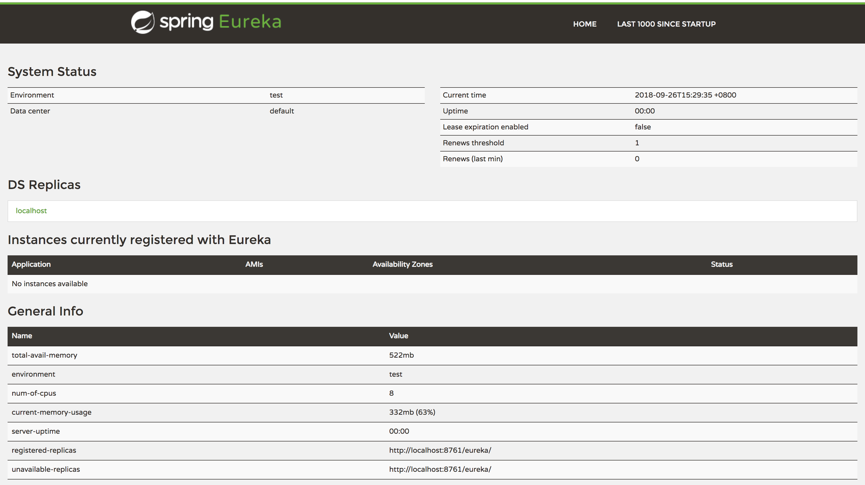 spring Eureka HOME LAST 1000 SINCE STARTUP
System Status
Environment test Current time 2018-09-26T15:29:35 +0800
Data center default Uptime 00:00
Lease expiration enabled false
Renews threshold 1
Renews (last min) 0
DS Replicas
localhost
Instances currently registered with Eureka
Application AMIs Availability Zones Status
No instances available
General Info
Name Value
total-avail-memory 522mb
environment test
num-of-cpus 8
current-memory-usage 332mb (63%)
server-uptime 00:00
registered-replicas http://localhost:8761/eureka/
unavailable-replicas http://localhost:8761/eureka/